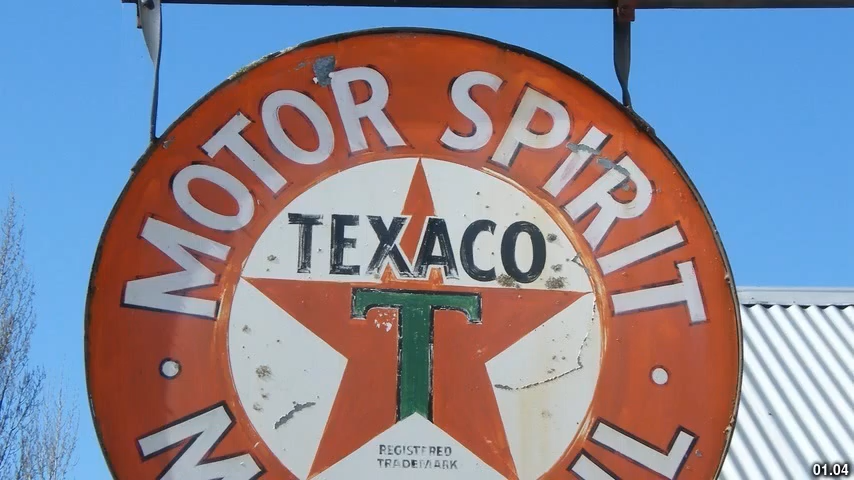 MOTOR SPIRIT
TEXACO
T
REGISTERED
TRADEMARK
01.04